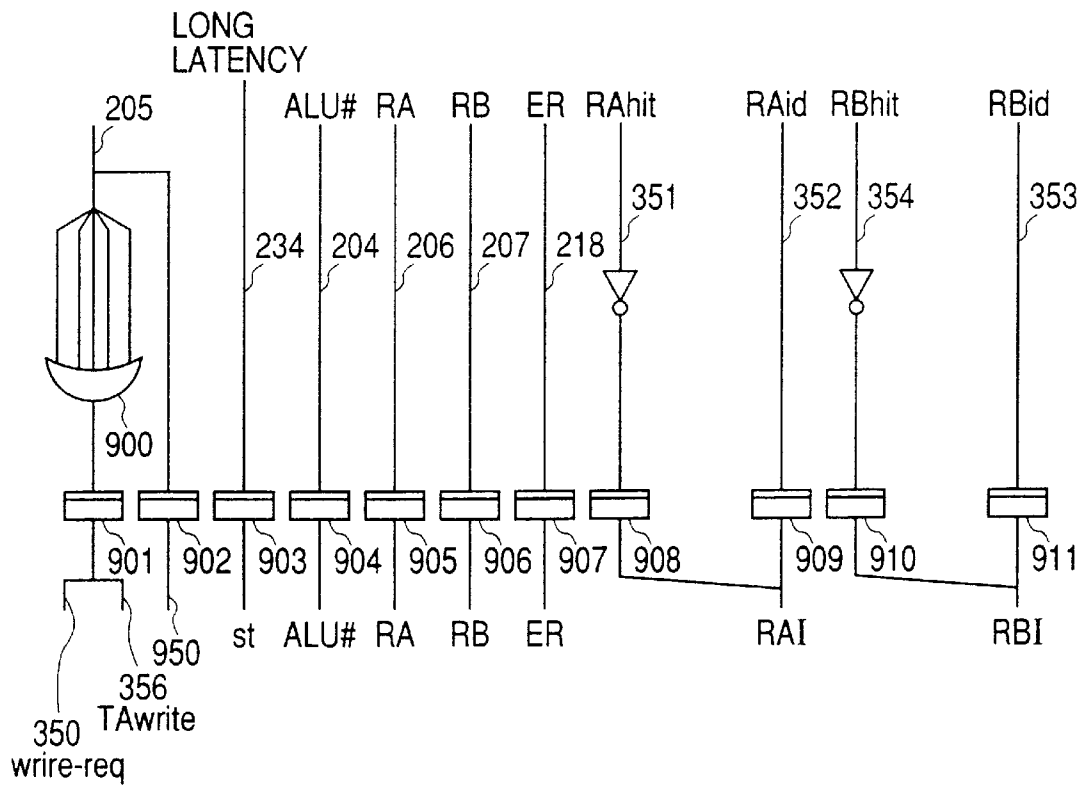 LONG
LATENCY
ALU# RA RB ER RAhit RAid RBhit RBid
205
351 352 354 353
234 204 206 207 218
900
901 902 903 904 905 906 907 908 909 910 911
st ALU# RA RB ER RAI RBI
950
356
TAwrite
350
wrire-req